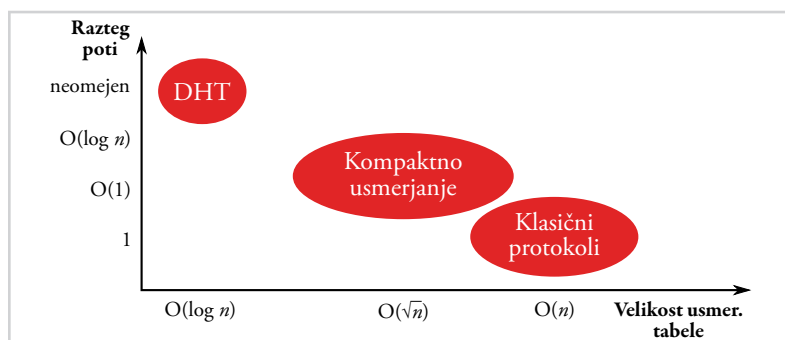 Razteg
poti
neomejen
DHT
O(log n)
Kompaktno
usmerjanje
O(1)
Klasični
protokoli
1
O(log n)
O(√n)
O(n)
Velikost usmer.
tabele